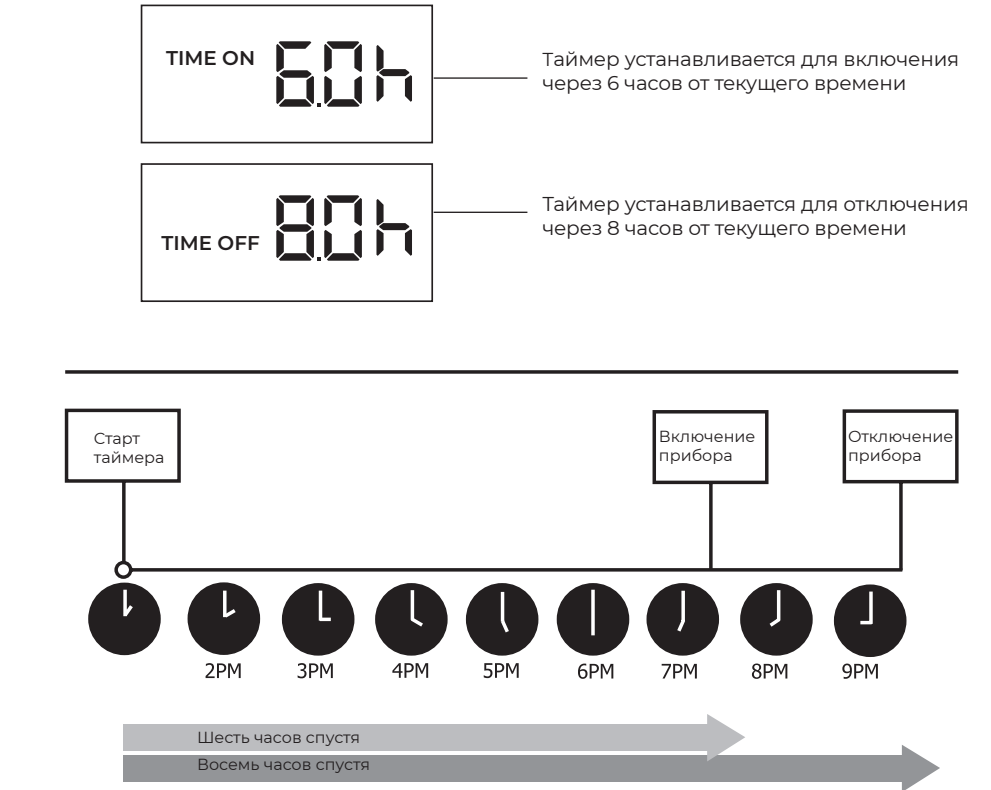 TIME ON 6.0h
Таймер устанавливается для включения
через 6 часов от текущего времени
TIME OFF 8.0h
Таймер устанавливается для отключения
через 8 часов от текущего времени
Старт
таймера
Включение
прибора
Отключение
прибора
2PM 3PM 4PM 5PM 6PM 7PM 8PM 9PM
Шесть часов спустя
Восемь часов спустя